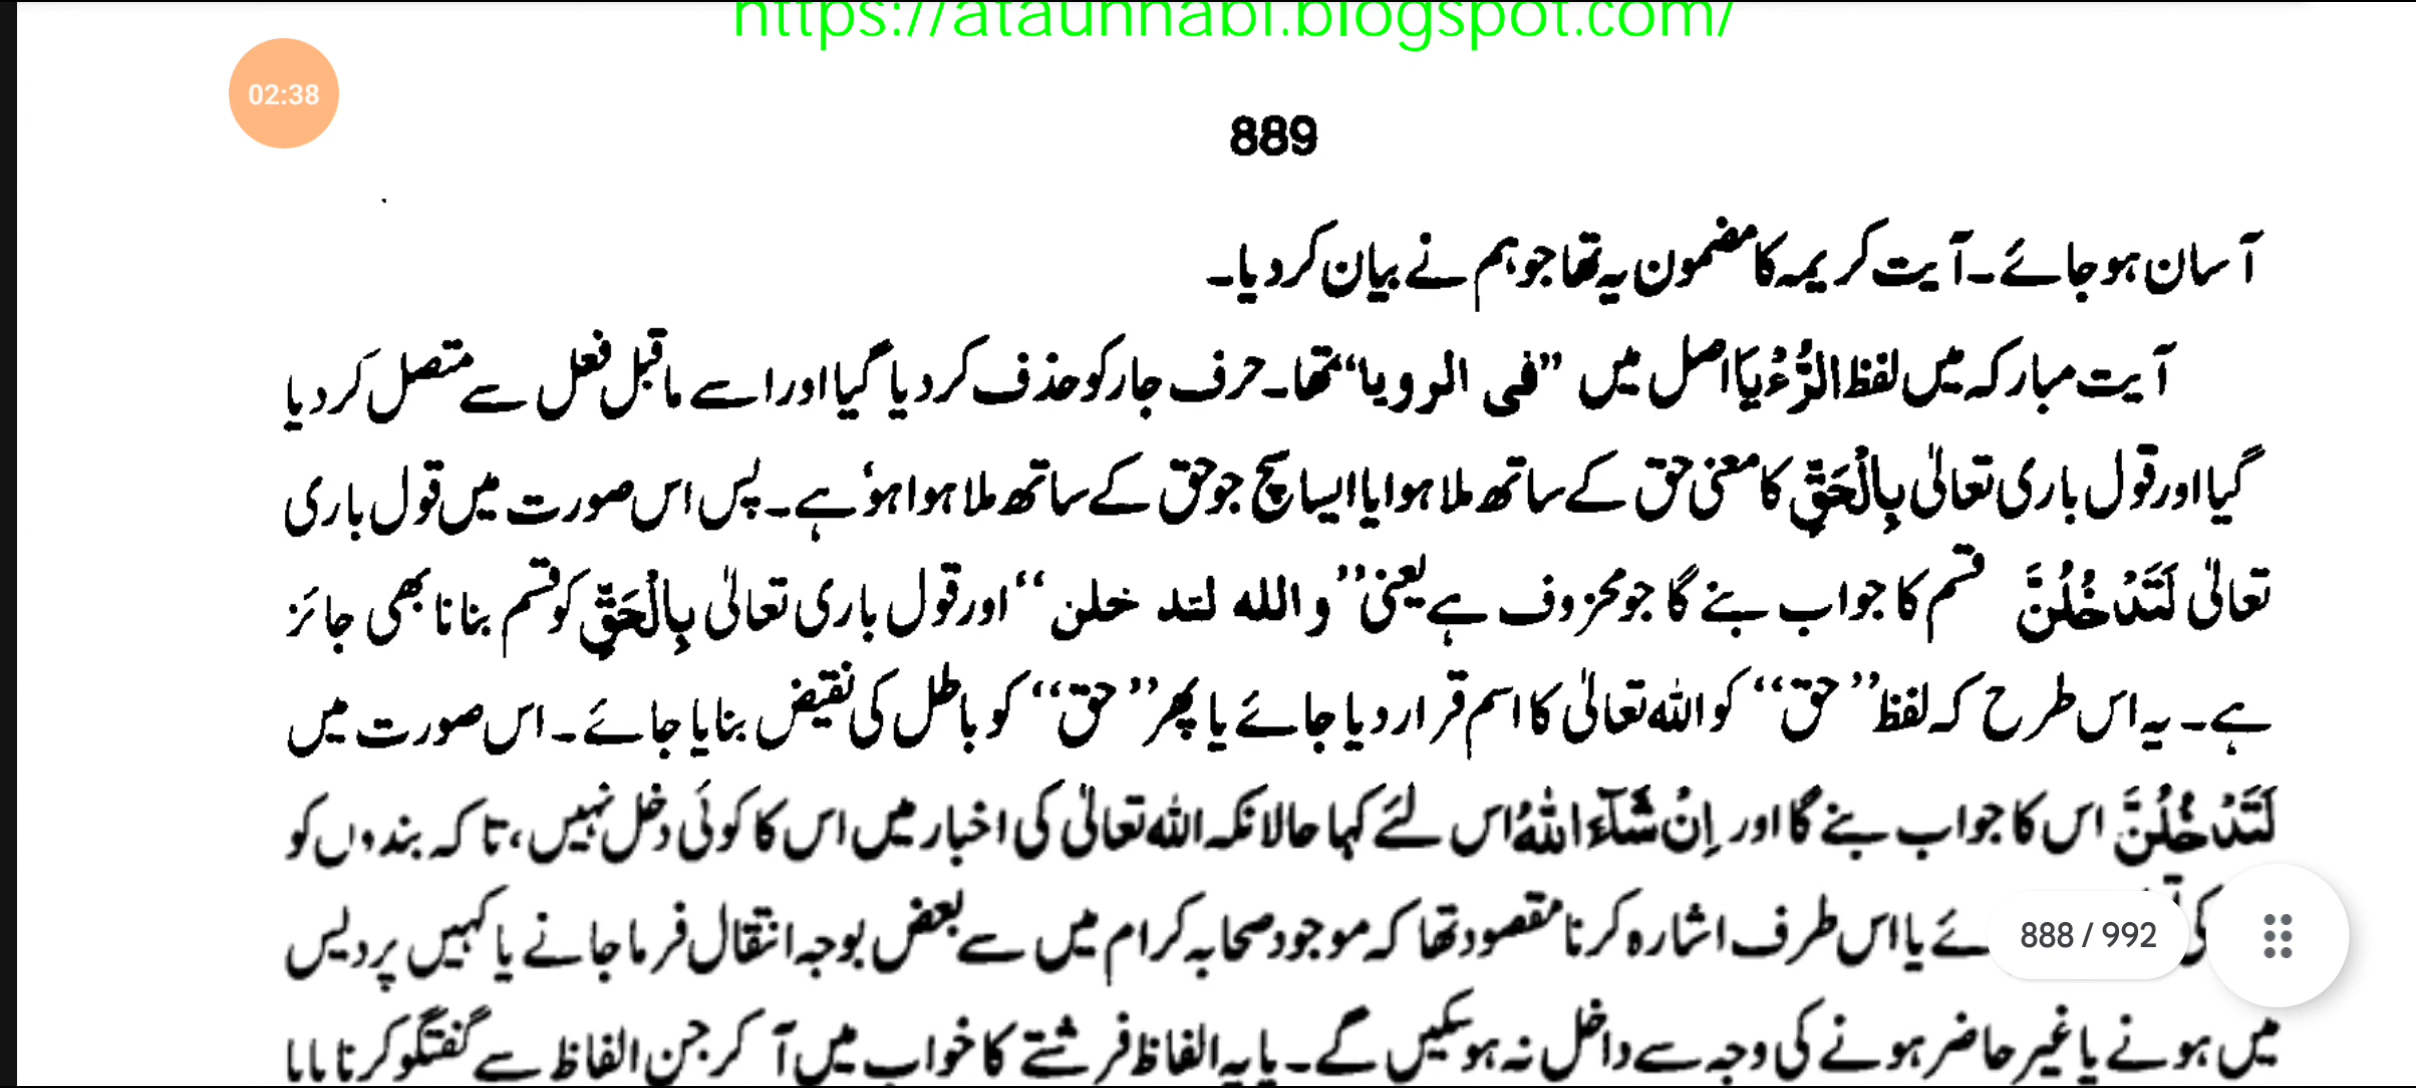 https://ataunnabi.blogspot.com/
02:38
889
آسان ہو جائے۔ آیت کریمہ کا مضمون یہ تھا جو ہم نے بیان کر دیا۔
آیت مبارکہ میں لفظ الرُّءْيَا اصل میں ”فی الرویا“ تھا۔ حرف جار کو حذف کر دیا گیا اور اسے ماقبل فعل سے متصل کر دیا
گیا اور قول باری تعالیٰ بِالْحَقِّ کا معنی حق کے ساتھ ملا ہوا یا ایسا سچ جو حق کے ساتھ ملا ہوا ہو ہے۔ پس اس صورت میں قول باری
تعالیٰ لَتَدْخُلُنَّ قسم کا جواب بنے گا جو محزوف ہے یعنی ”واللہ لتد خلن“ اور قول باری تعالیٰ بِالْحَقِّ کو قسم بنانا بھی جائز
ہے۔ یہ اس طرح کہ لفظ ”حق“ کو اللہ تعالیٰ کا اسم قرار دیا جائے یا پھر ”حق“ کو باطل کی نقیض بنایا جائے۔ اس صورت میں
لَتَدْخُلُنَّ اس کا جواب بنے گا اور اِنْ شَآءَ اللّٰهُ اس لئے کہا حالانکہ اللہ تعالیٰ کی اخبار میں اس کا کوئی دخل نہیں، تاکہ بندوں کو
کی ئے یا اس طرف اشارہ کرنا مقصود تھا کہ موجود صحابہ کرام میں سے بعض بوجہ انتقال فرما جانے یا کہیں پردیس
888 / 992
میں ہونے یا غیر حاضر ہونے کی وجہ سے داخل نہ ہو سکیں گے۔ یا یہ الفاظ فرشتے کا خواب میں آ کر جن الفاظ سے گفتگو کرنا